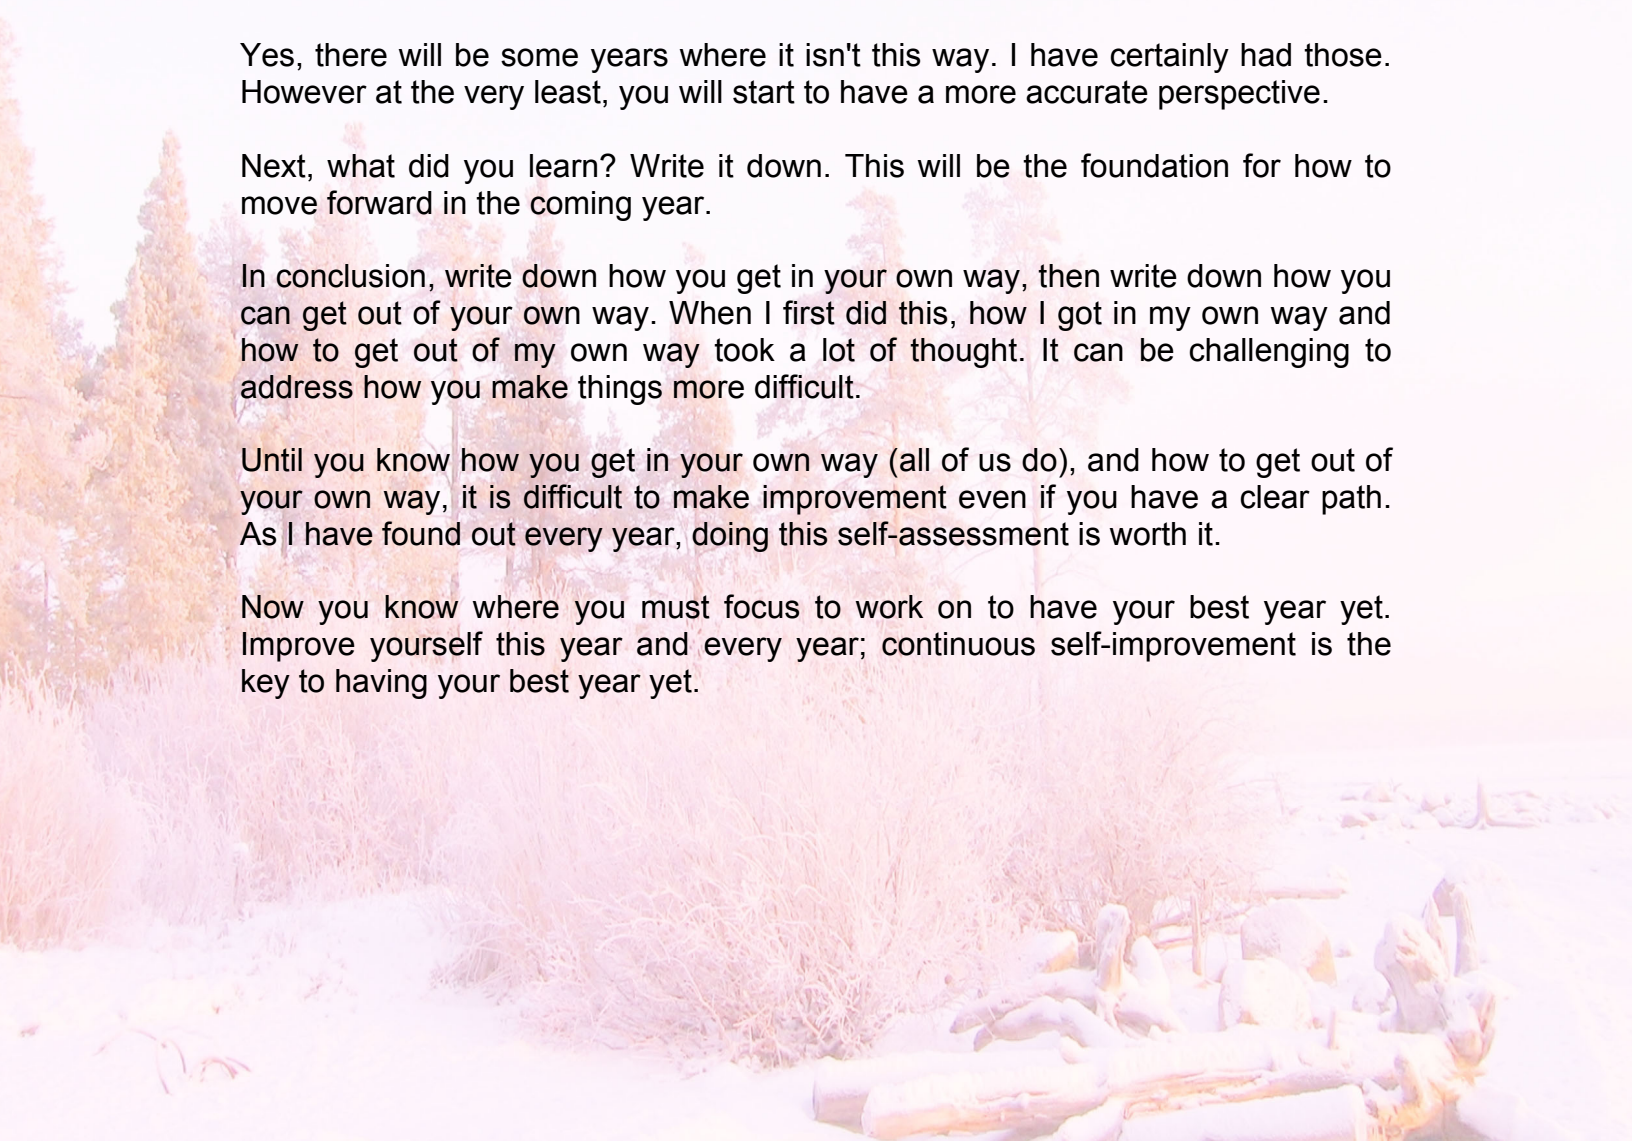 Yes, there will be some years where it isn't this way. I have certainly had those.
However at the very least, you will start to have a more accurate perspective.
Next, what did you learn? Write it down. This will be the foundation for how to
move forward in the coming year.
In conclusion, write down how you get in your own way, then write down how you
can get out of your own way. When I first did this, how I got in my own way and
how to get out of my own way took a lot of thought. It can be challenging to
address how you make things more difficult.
Until you know how you get in your own way (all of us do), and how to get out of
your own way, it is difficult to make improvement even if you have a clear path.
As I have found out every year, doing this self-assessment is worth it.
Now you know where you must focus to work on to have your best year yet.
Improve yourself this year and every year; continuous self-improvement is the
key to having your best year yet.